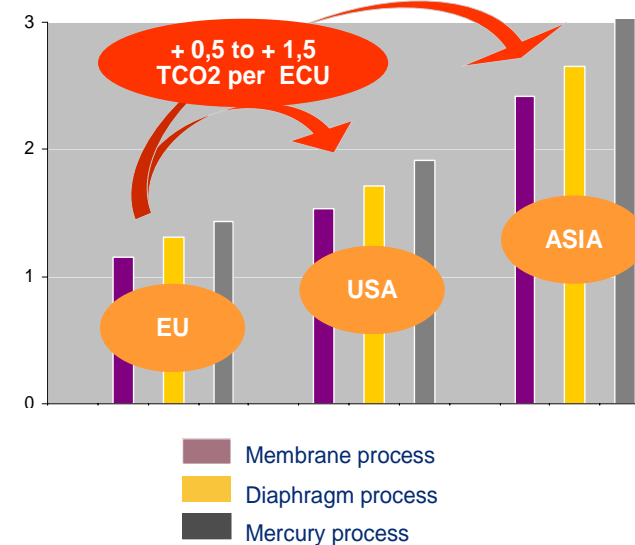 3
+ 0,5 to + 1,5
TCO2 per ECU
2
ASIA
USA
1
EU
0
Membrane process
Diaphragm process
Mercury process